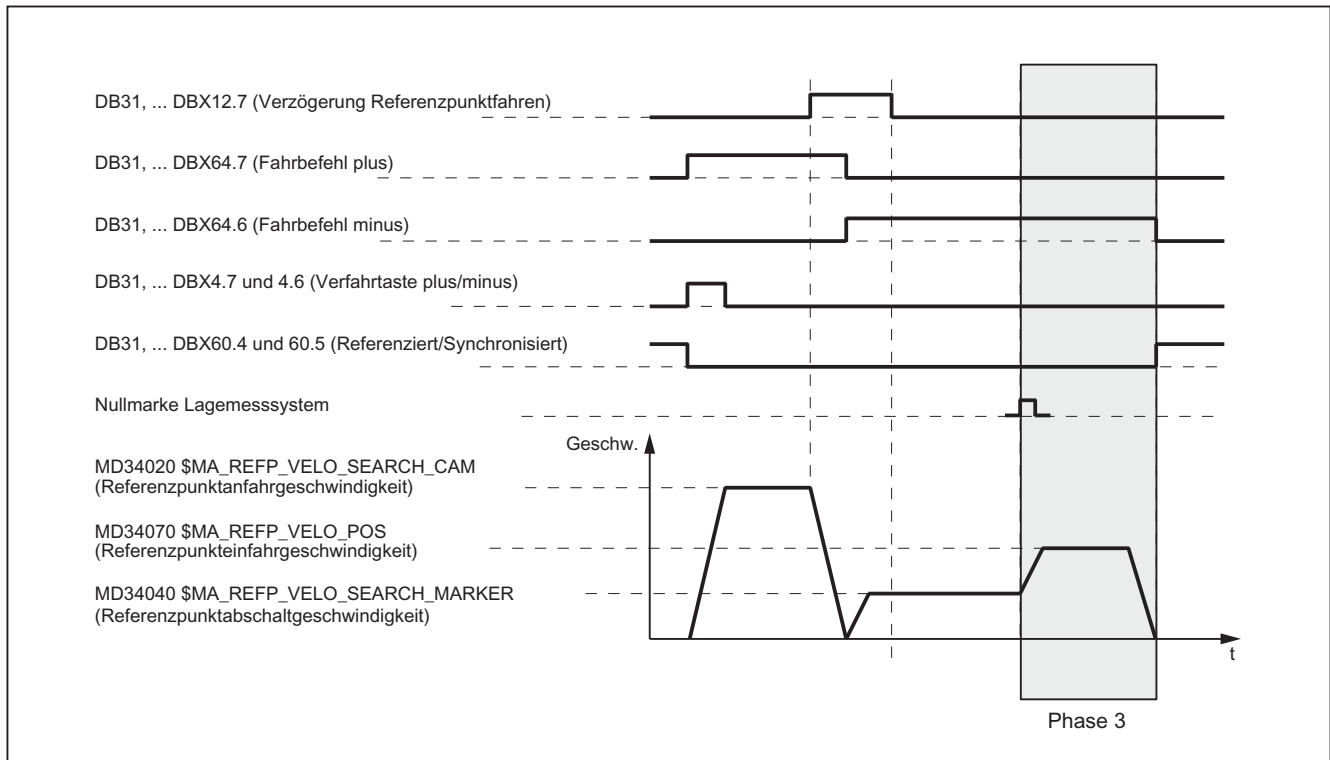 DB31, ... DBX12.7 (Verzögerung Referenzpunktfahren)
DB31, ... DBX64.7 (Fahrbefehl plus)
DB31, ... DBX64.6 (Fahrbefehl minus)
DB31, ... DBX4.7 und 4.6 (Verfahrtaste plus/minus)
DB31, ... DBX60.4 und 60.5 (Referenziert/Synchronisiert)
Nullmarke Lagemesssystem
Geschw.
MD34020 $MA_REFP_VELO_SEARCH_CAM
(Referenzpunktanfahrgeschwindigkeit)
MD34070 $MA_REFP_VELO_POS
(Referenzpunkteinfahrgeschwindigkeit)
MD34040 $MA_REFP_VELO_SEARCH_MARKER
(Referenzpunktabschaltgeschwindigkeit)
t
Phase 3